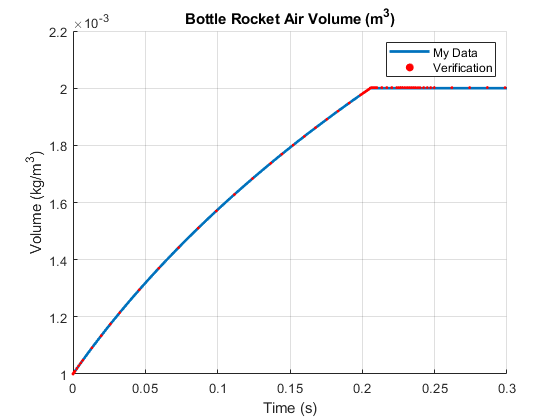 Bottle Rocket Air Volume (m³)
×10⁻³
2.2
2
1.8
1.6
1.4
1.2
1
Volume (kg/m³)
My Data
Verification
0 0.05 0.1 0.15 0.2 0.25 0.3
Time (s)